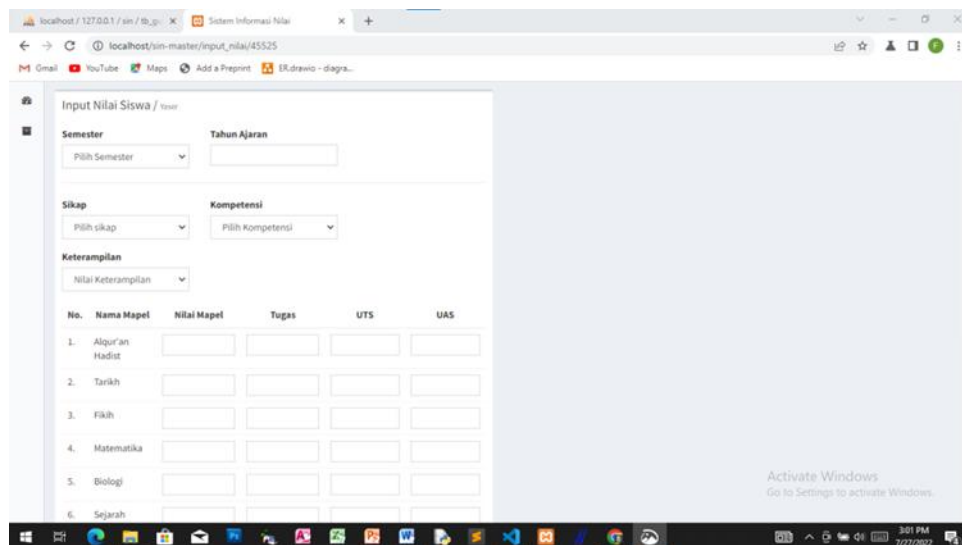 localhost / 127.0.0.1 / sin / tb_g
Sistem Informasi Nilai
localhost/sin-master/input_nilai/45525
Gmail YouTube Maps Add a Preprint ER.drawio - diagra...
Input Nilai Siswa /
Semester Tahun Ajaran
Pilih Semester
Sikap Kompetensi
Pilih sikap Pilih Kompetensi
Keterampilan
Nilai Keterampilan
No. Nama Mapel Nilai Mapel Tugas UTS UAS
1. Alqur'an
Hadist
2. Tarikh
3. Fikih
4. Matematika
5. Biologi
6. Sejarah
Activate Windows
Go to Settings to activate Windows.
3:01 PM
7/27/2022